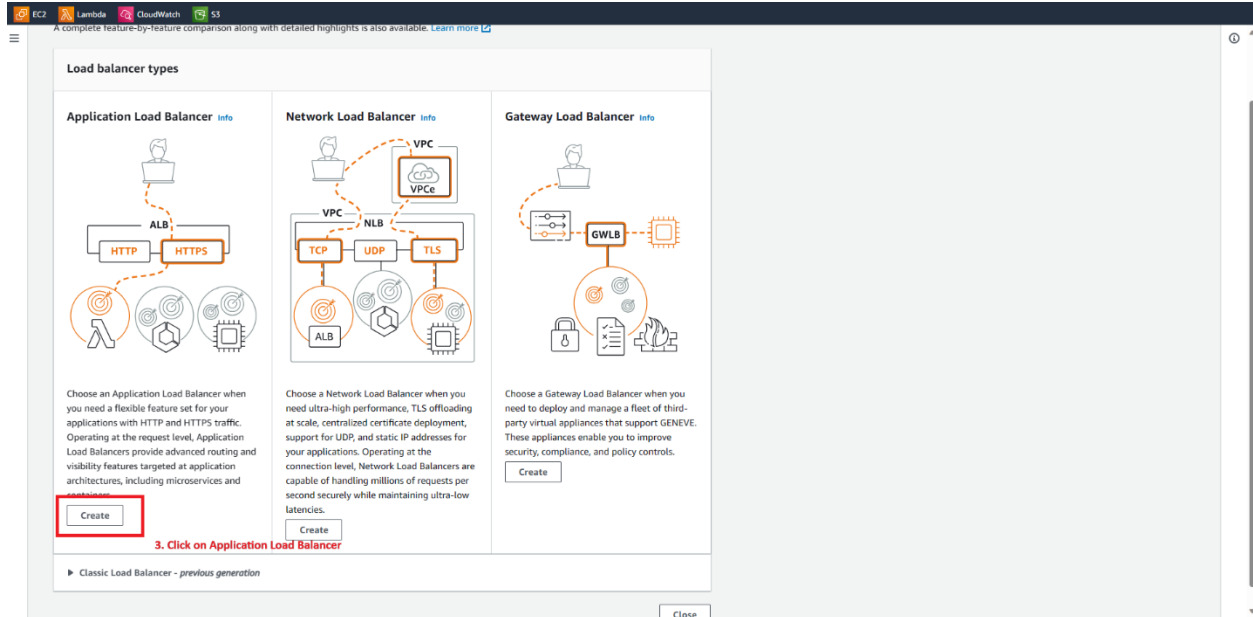 EC2 Lambda CloudWatch S3
A complete feature-by-feature comparison along with detailed highlights is also available. Learn more
Load balancer types
Application Load Balancer Info
ALB
HTTP HTTPS
Choose an Application Load Balancer when
you need a flexible feature set for your
applications with HTTP and HTTPS traffic.
Operating at the request level, Application
Load Balancers provide advanced routing and
visibility features targeted at application
architectures, including microservices and
containers.
Create
Network Load Balancer Info
VPC
VPCe
VPC
NLB
TCP UDP TLS
ALB
Choose a Network Load Balancer when you
need ultra-high performance, TLS offloading
at scale, centralized certificate deployment,
support for UDP, and static IP addresses for
your applications. Operating at the
connection level, Network Load Balancers are
capable of handling millions of requests per
second securely while maintaining ultra-low
latencies.
Create
Gateway Load Balancer Info
GWLB
Choose a Gateway Load Balancer when you
need to deploy and manage a fleet of third-
party virtual appliances that support GENEVE.
These appliances enable you to improve
security, compliance, and policy controls.
Create
3. Click on Application Load Balancer
Classic Load Balancer - previous generation
Close